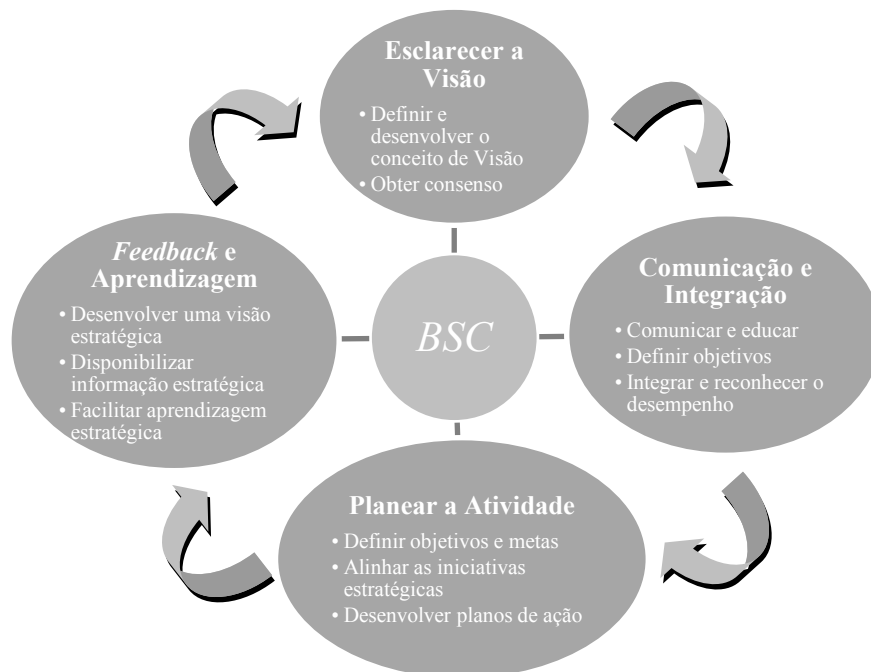 Esclarecer a
Visão
• Definir e
desenvolver o
conceito de Visão
• Obter consenso
Feedback e
Aprendizagem
• Desenvolver uma visão
estratégica
• Disponibilizar
informação estratégica
• Facilitar aprendizagem
estratégica
BSC
Comunicação e
Integração
• Comunicar e educar
• Definir objetivos
• Integrar e reconhecer o
desempenho
Planear a Atividade
• Definir objetivos e metas
• Alinhar as iniciativas
estratégicas
• Desenvolver planos de ação